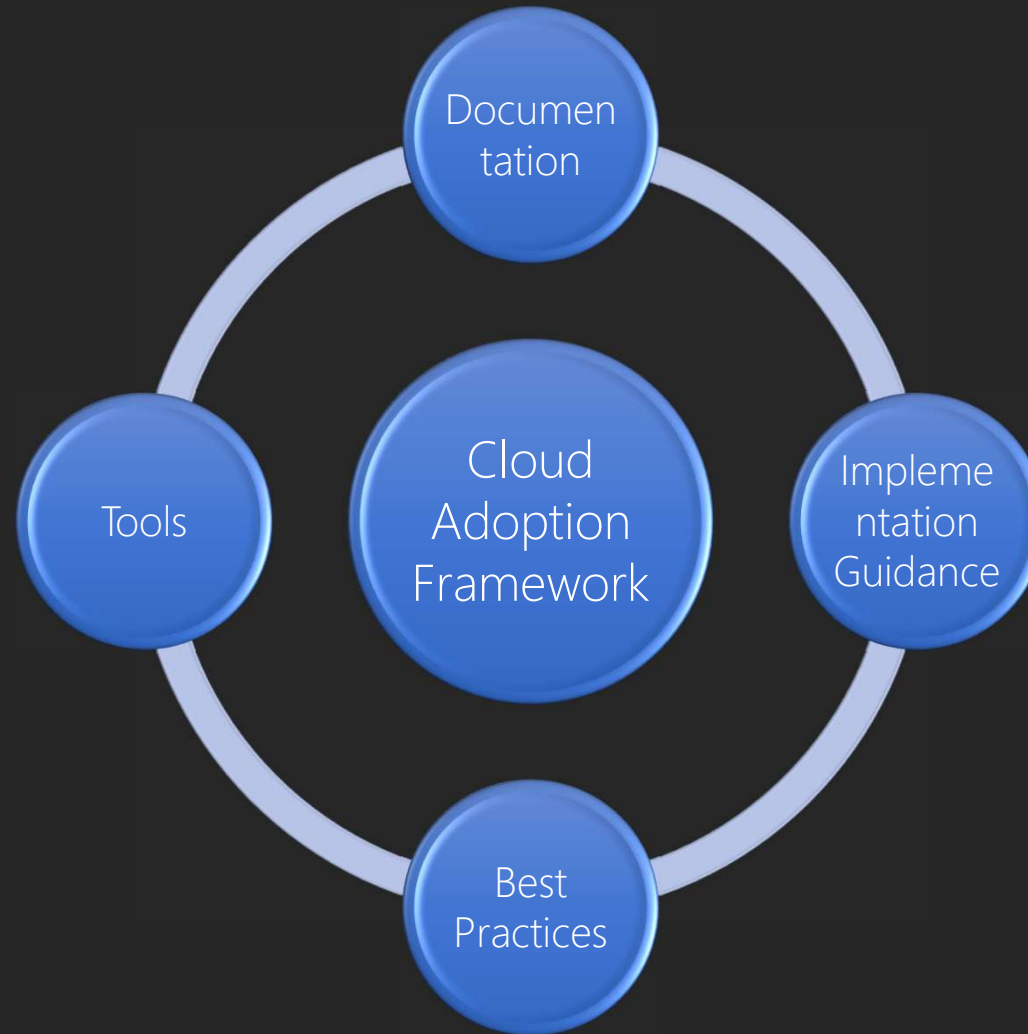 Documen
tation
Tools
Cloud
Adoption
Framework
Impleme
ntation
Guidance
Best
Practices